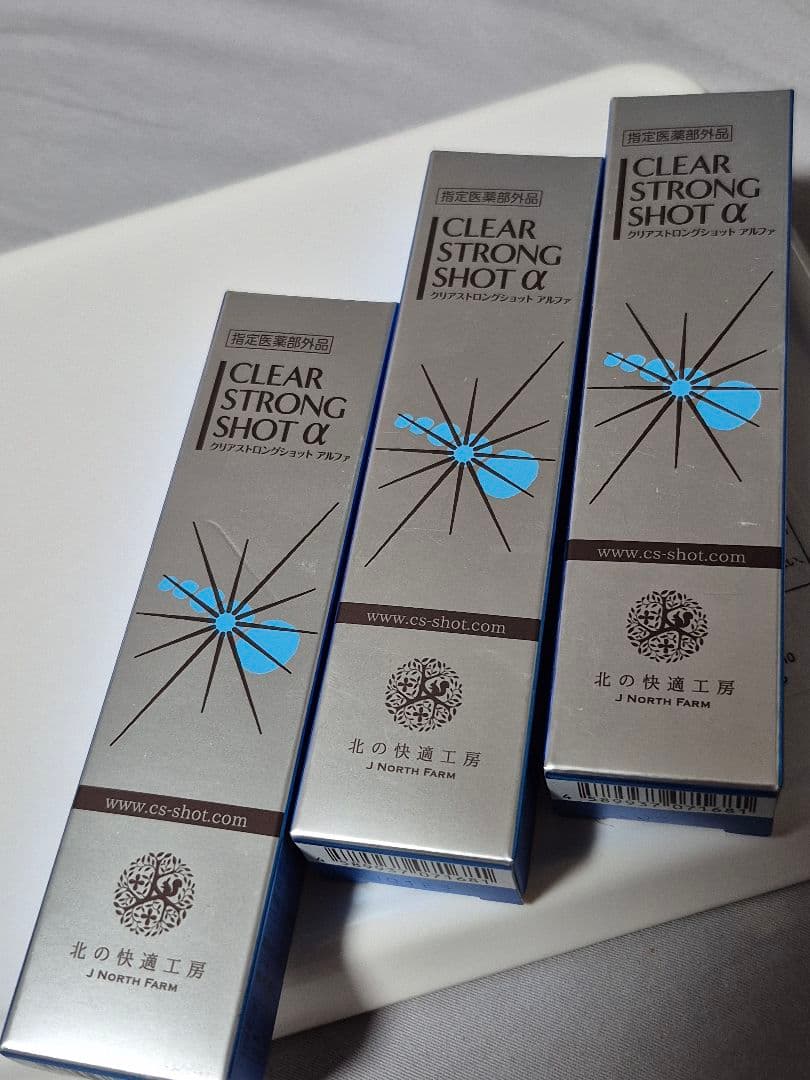 指定医薬部外品
CLEAR
STRONG
SHOT α
クリアストロングショット アルファ
www.cs-shot.com
北の快適工房
J NORTH FARM
指定医薬部外品
CLEAR
STRONG
SHOT α
クリアストロングショット アルファ
www.cs-shot.com
北の快適工房
J NORTH FARM
4 589937 071681
指定医薬部外品
CLEAR
STRONG
SHOT α
クリアストロングショット アルファ
www.cs-shot.com
北の快適工房
J NORTH FARM
4 589937 071681